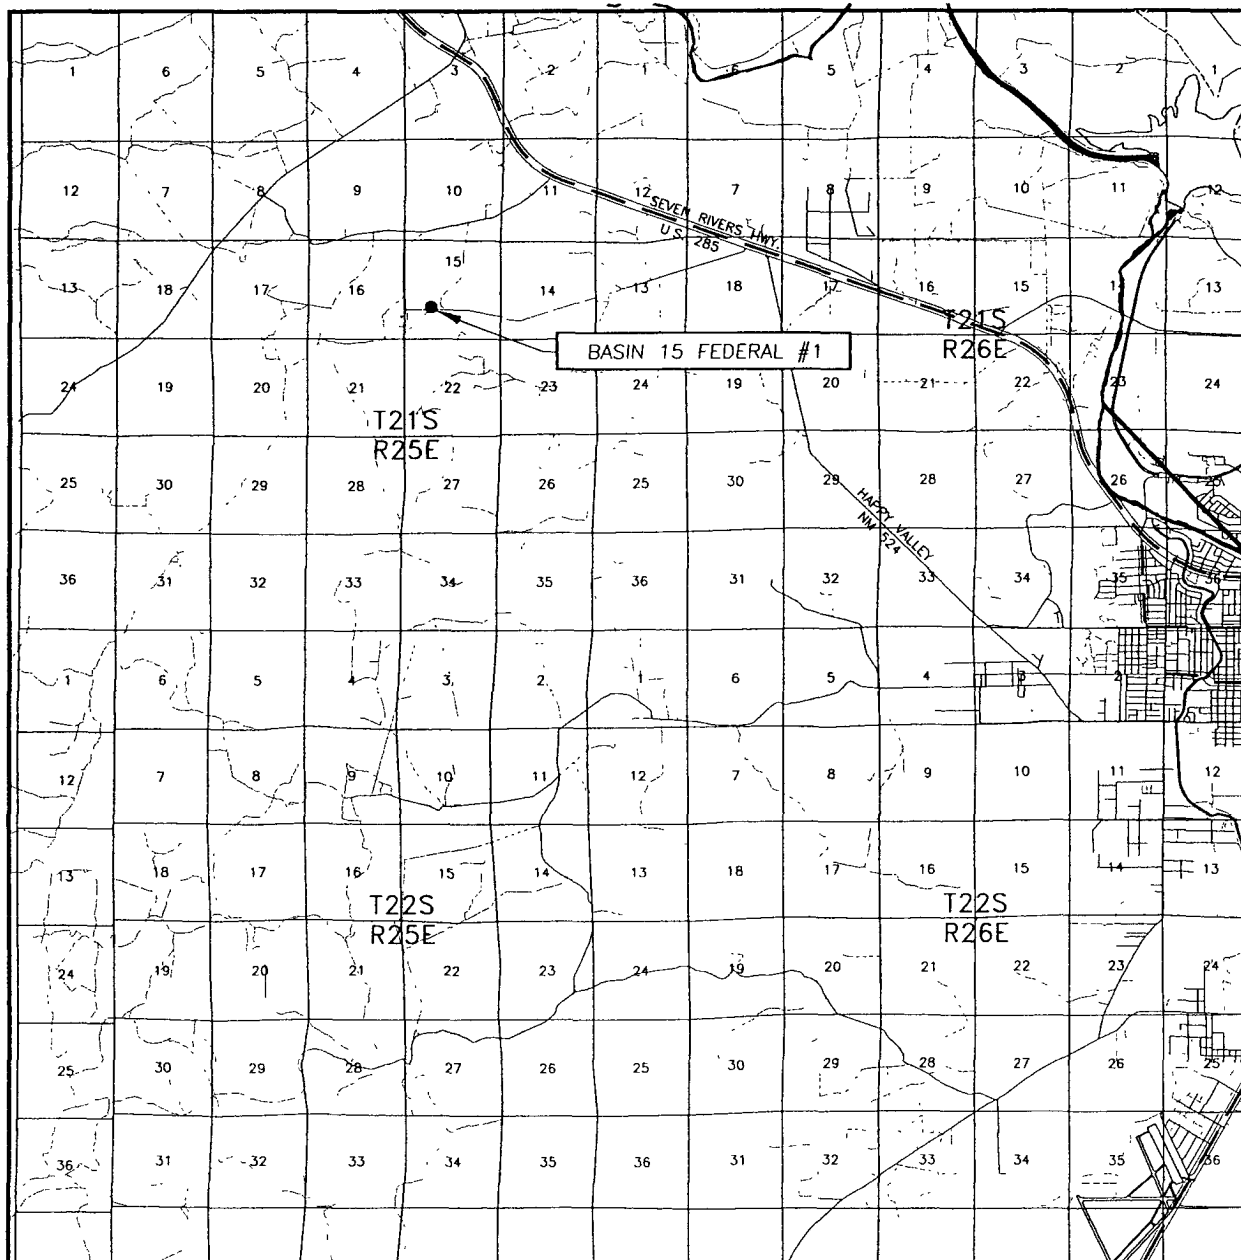 1 6 5 4 3 2 1 6 5 4 3 2 1
12 7 8 9 10 11 12 7 8 9 10 11 12
SEVEN RIVERS HWY.
U.S. 285
13 18 17 16 15 14 13 18 17 16 15 14 13
T21S
R26E
BASIN 15 FEDERAL #1
24 19 20 21 22 23 24 19 20 21 22 23 24
T21S
R25E
25 30 29 28 27 26 25 30 29 28 27 26 25
HAPPY VALLEY
NM 524
36 31 32 33 34 35 36 31 32 33 34 35 36
1 6 5 4 3 2 1 6 5 4 3 2
12 7 8 9 10 11 12 7 8 9 10 11 12
13 18 17 16 15 14 13 18 17 16 15 14 13
T22S
R25E
T22S
R26E
24 19 20 21 22 23 24 19 20 21 22 23 24
25 30 29 28 27 26 25 30 29 28 27 26 25
36 31 32 33 34 35 36 31 32 33 34 35 36